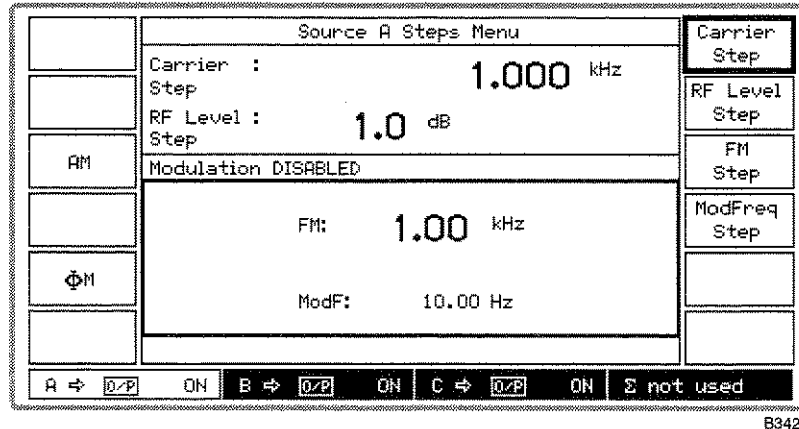 Source A Steps Menu
Carrier :
Step
1.000 kHz
RF Level :
Step
1.0 dB
Modulation DISABLED
FM: 1.00 kHz
ModF: 10.00 Hz
AM
ΦM
Carrier
Step
RF Level
Step
FM
Step
ModFreq
Step
A ⇨ O/P ON B ⇨ O/P ON C ⇨ O/P ON Σ not used
B342